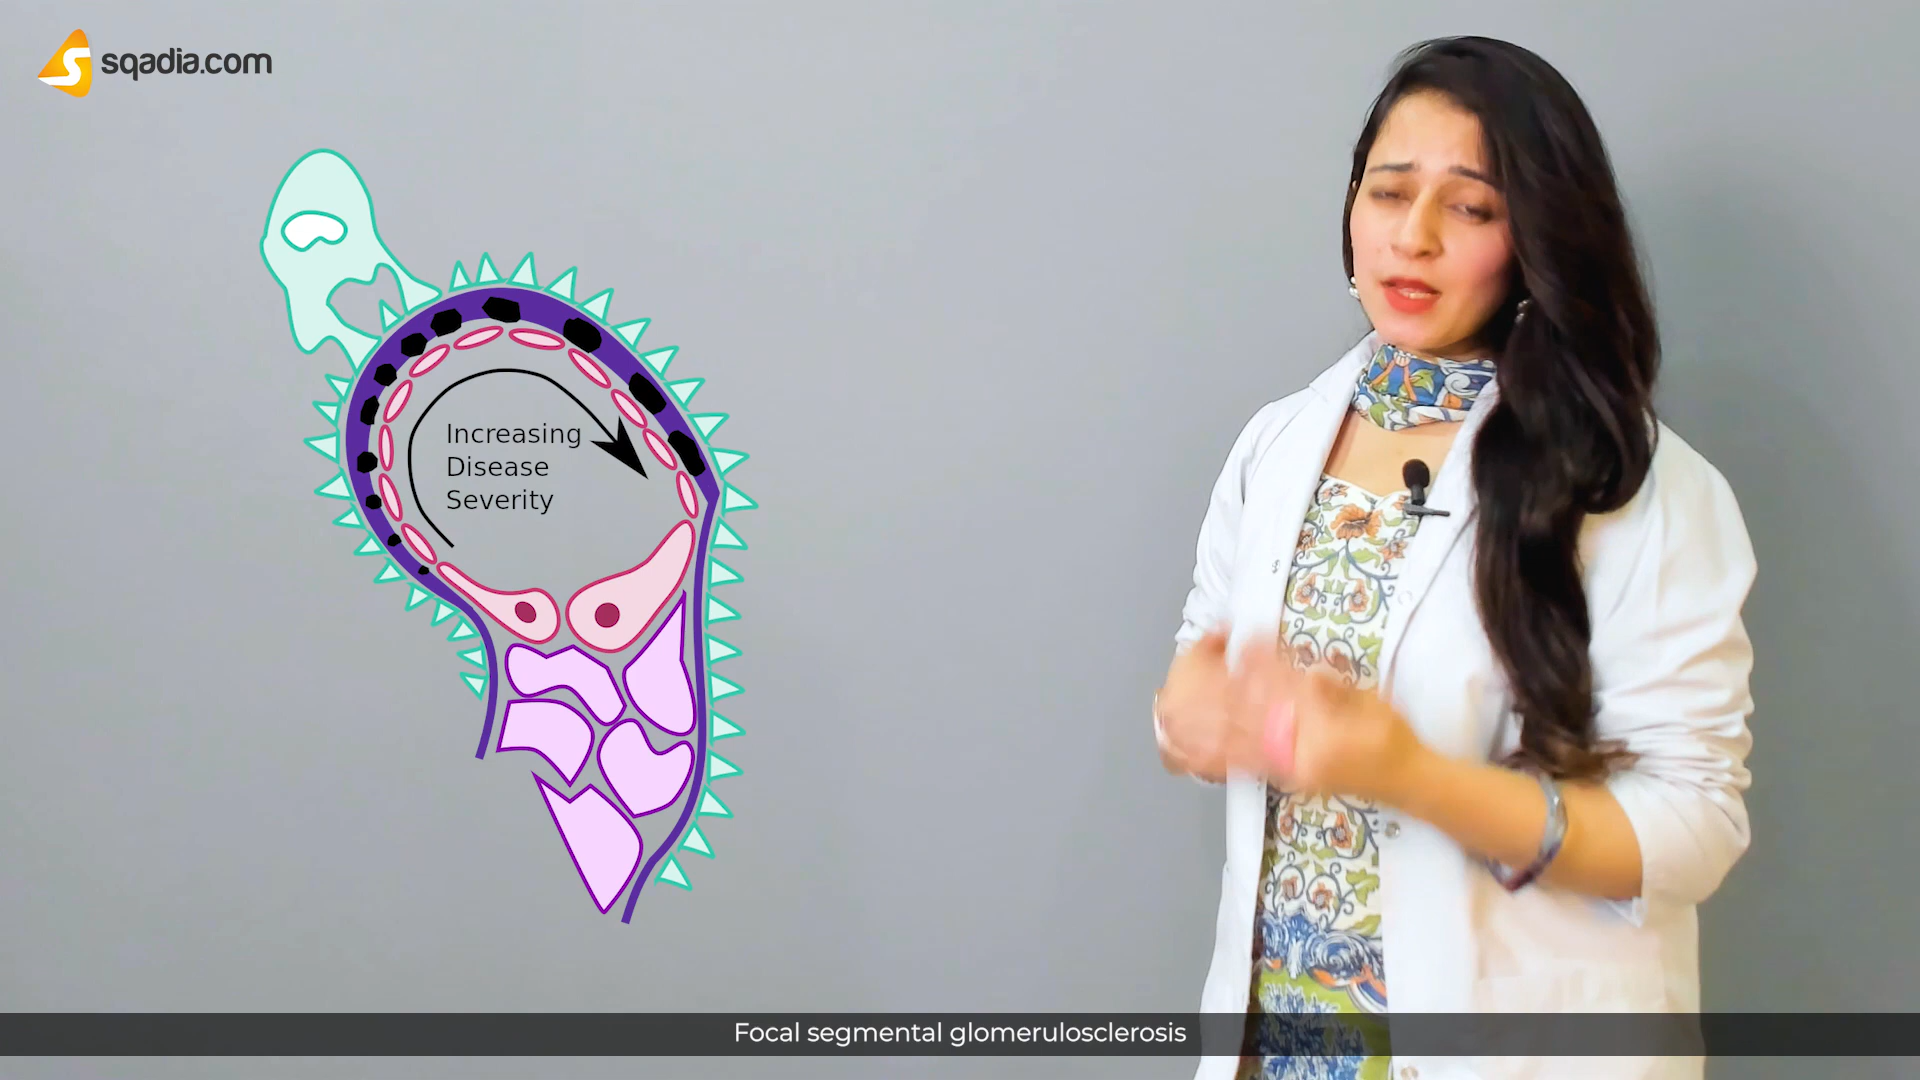 sqadia.com
Increasing
Disease
Severity
Focal segmental glomerulosclerosis